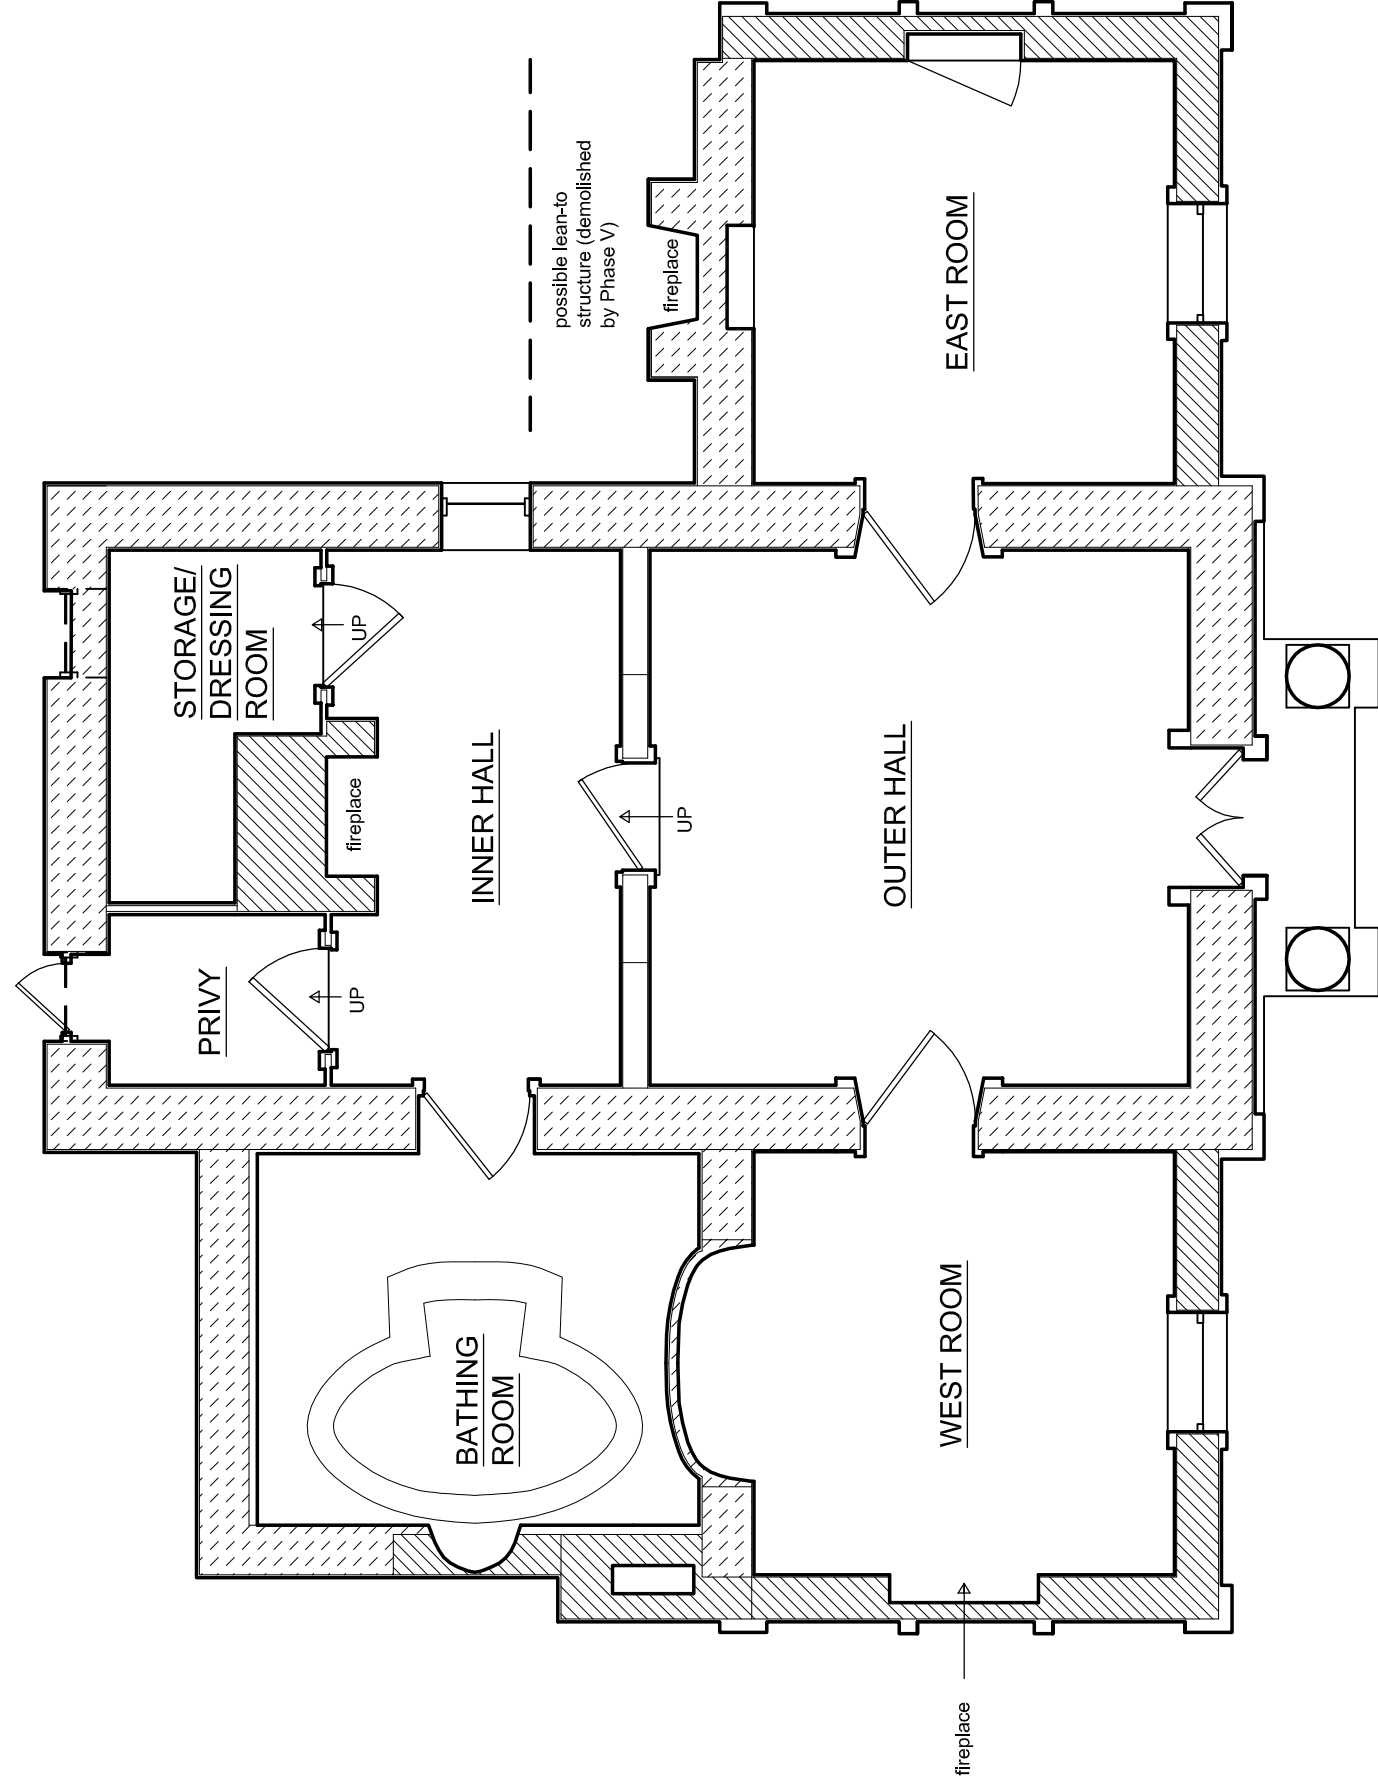 STORAGE/
DRESSING
ROOM
UP
possible lean-to
structure (demolished
by Phase V)
fireplace
EAST ROOM
fireplace
INNER HALL
UP
OUTER HALL
PRIVY
UP
BATHING
ROOM
WEST ROOM
fireplace